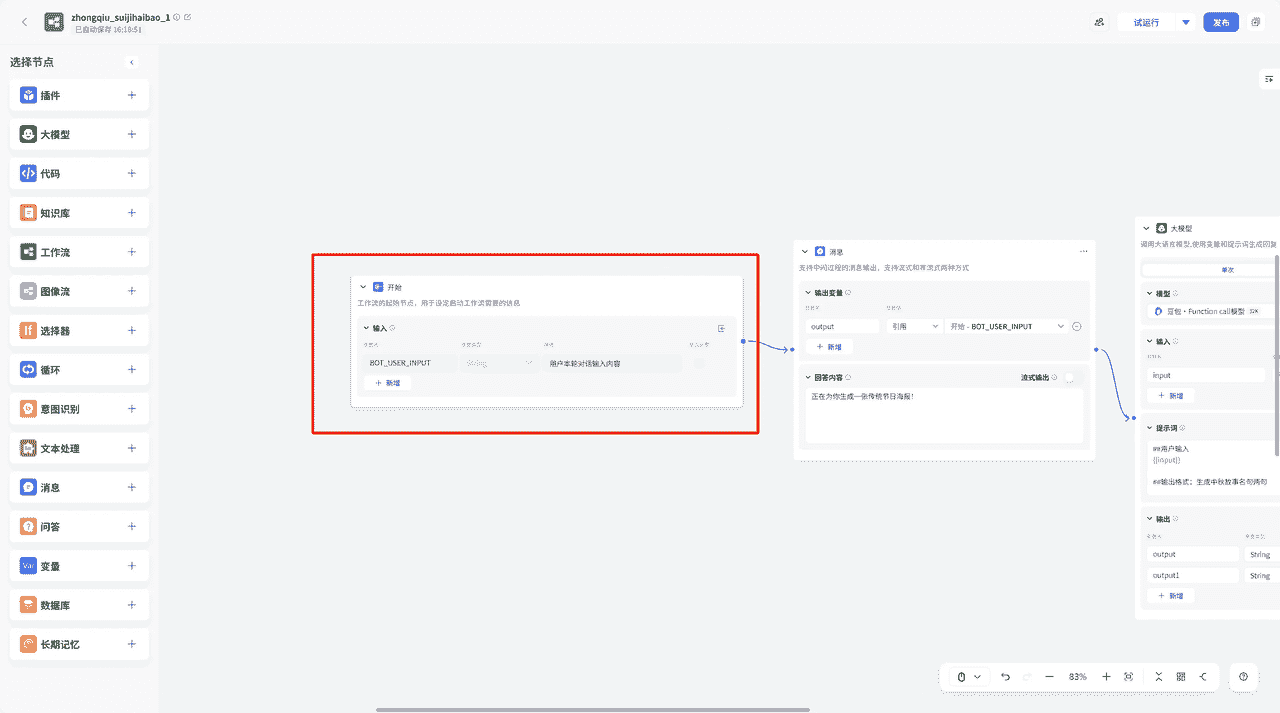 zhongqiu_suijihaibao_1
已自动保存 16:18:51
试运行
发布
选择节点
插件
大模型
代码
知识库
工作流
图像流
If 选择器
循环
意图识别
文本处理
消息
问答
Var 变量
数据库
长期记忆
开始
工作流的起始节点，用于设定启动工作流需要的信息
输入
BOT_USER_INPUT String 用户本轮对话输入内容
+ 新增
消息
支持中间过程的消息输出，支持流式和非流式两种方式
输出变量
output 引用 开始 - BOT_USER_INPUT
+ 新增
回答内容 流式输出
正在为你生成一张传统节日海报!
大模型
调用大语言模型,使用变量和提示词生成回复
单次
模型
豆包・Function call模型 32K
输入
input
+ 新增
提示词
##用户输入
{{input}}
##输出格式：生成中秋故事名句两句
输出
output String
output1 String
+ 新增
83%